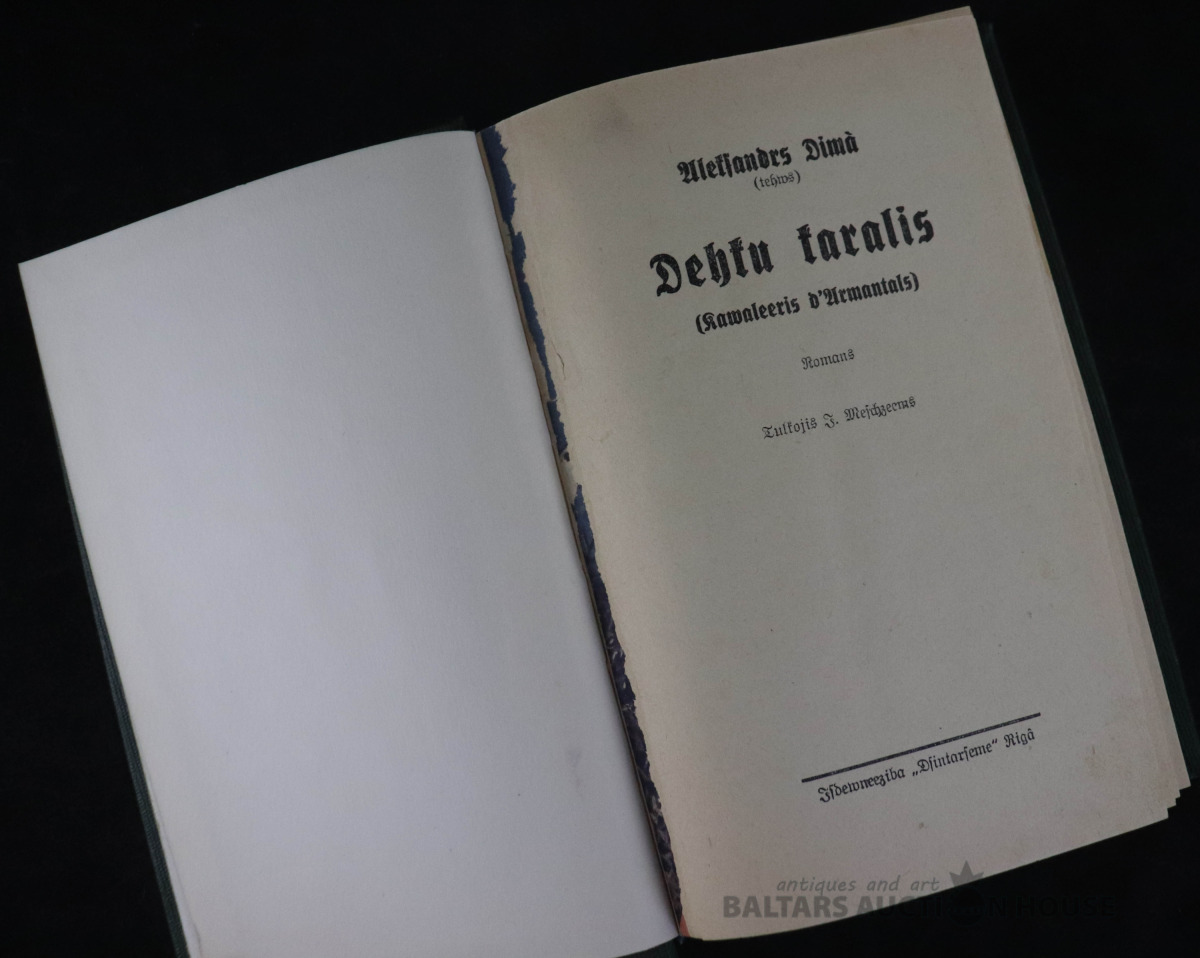 Aleksandrs Dimà
(tehws)
Dehku karalis
(Kawaleeris d'Armantals)
Romans
Tulkojis J. Meschzeems
Isdewneeziba „Dsintarseme“ Rigâ
antiques and art
BALTARS AUCTION HOUSE